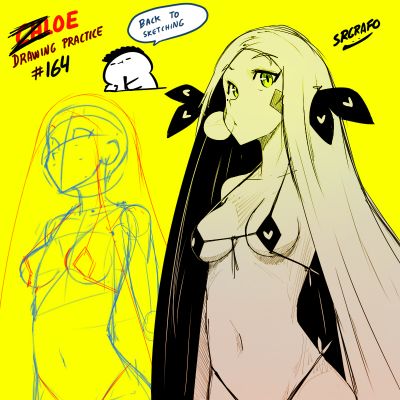 CHLOE
DRAWING PRACTICE
#164
BACK TO
SKETCHING
SRGRAFO